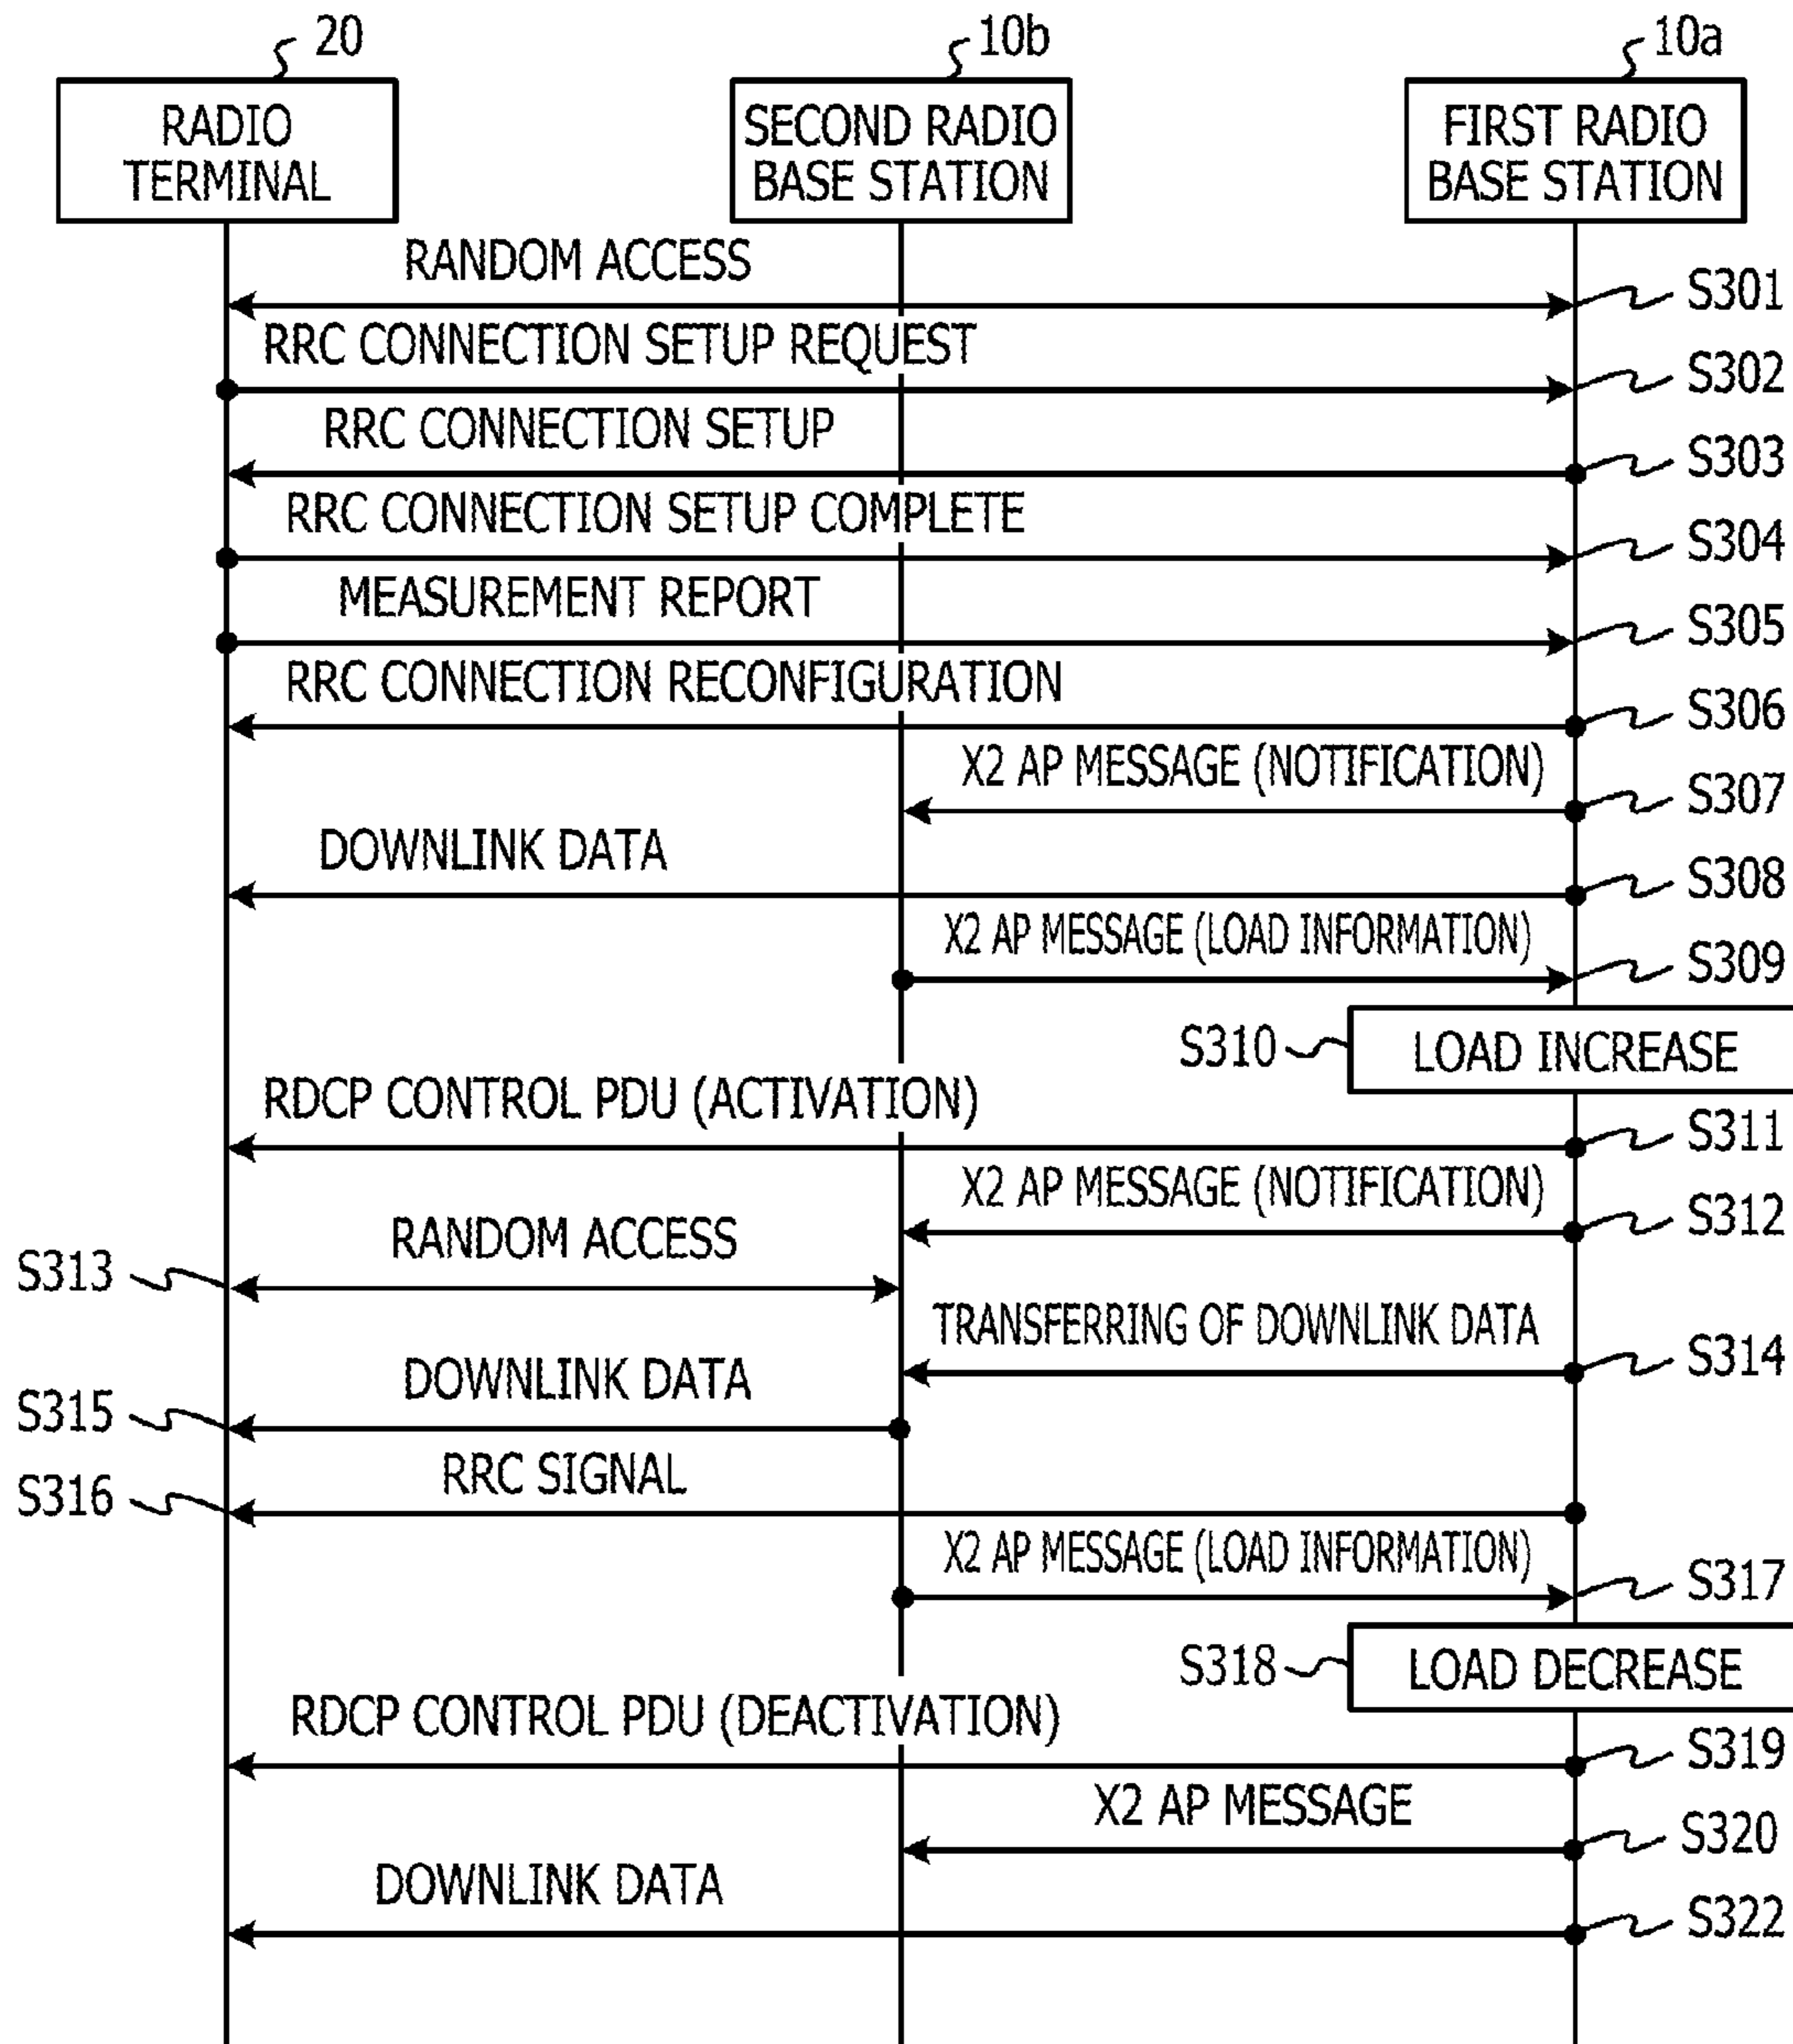 20
10b
10a
RADIO
TERMINAL
SECOND RADIO
BASE STATION
FIRST RADIO
BASE STATION
RANDOM ACCESS
S301
RRC CONNECTION SETUP REQUEST
S302
RRC CONNECTION SETUP
S303
RRC CONNECTION SETUP COMPLETE
S304
MEASUREMENT REPORT
S305
RRC CONNECTION RECONFIGURATION
S306
X2 AP MESSAGE (NOTIFICATION)
S307
DOWNLINK DATA
S308
X2 AP MESSAGE (LOAD INFORMATION)
S309
S310
LOAD INCREASE
RDCP CONTROL PDU (ACTIVATION)
S311
X2 AP MESSAGE (NOTIFICATION)
S312
RANDOM ACCESS
S313
TRANSFERRING OF DOWNLINK DATA
S314
DOWNLINK DATA
S315
RRC SIGNAL
S316
X2 AP MESSAGE (LOAD INFORMATION)
S317
S318
LOAD DECREASE
RDCP CONTROL PDU (DEACTIVATION)
S319
X2 AP MESSAGE
S320
DOWNLINK DATA
S322